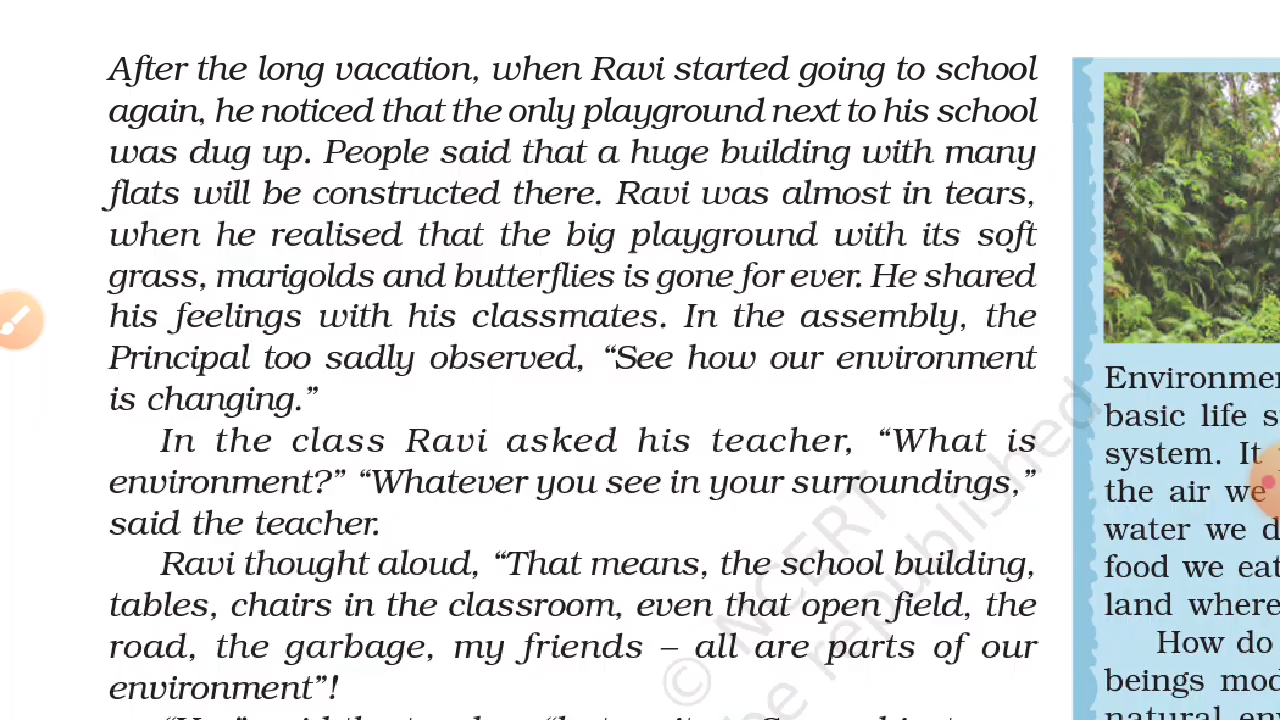 After the long vacation, when Ravi started going to school
again, he noticed that the only playground next to his school
was dug up. People said that a huge building with many
flats will be constructed there. Ravi was almost in tears,
when he realised that the big playground with its soft
grass, marigolds and butterflies is gone for ever. He shared
his feelings with his classmates. In the assembly, the
Principal too sadly observed, “See how our environment
is changing.”
In the class Ravi asked his teacher, “What is
environment?” “Whatever you see in your surroundings,”
said the teacher.
Ravi thought aloud, “That means, the school building,
tables, chairs in the classroom, even that open field, the
road, the garbage, my friends – all are parts of our
environment”!
basic life
system. It
the air we
water we
food we eat
land where
How do
beings
natural
© NCERT
republished